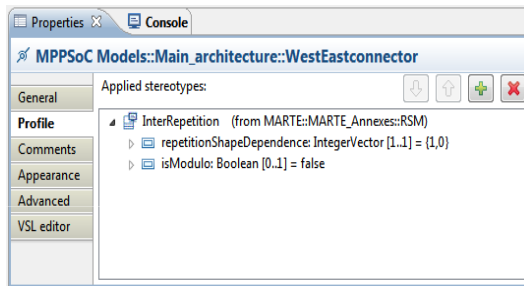 Properties Console
MPPSoC Models::Main_architecture::WestEastconnector
General
Profile
Comments
Appearance
Advanced
VSL editor
Applied stereotypes:
InterRepetition (from MARTE::MARTE_Annexes::RSM)
repetitionShapeDependence: IntegerVector [1..1] = {1,0}
isModulo: Boolean [0..1] = false